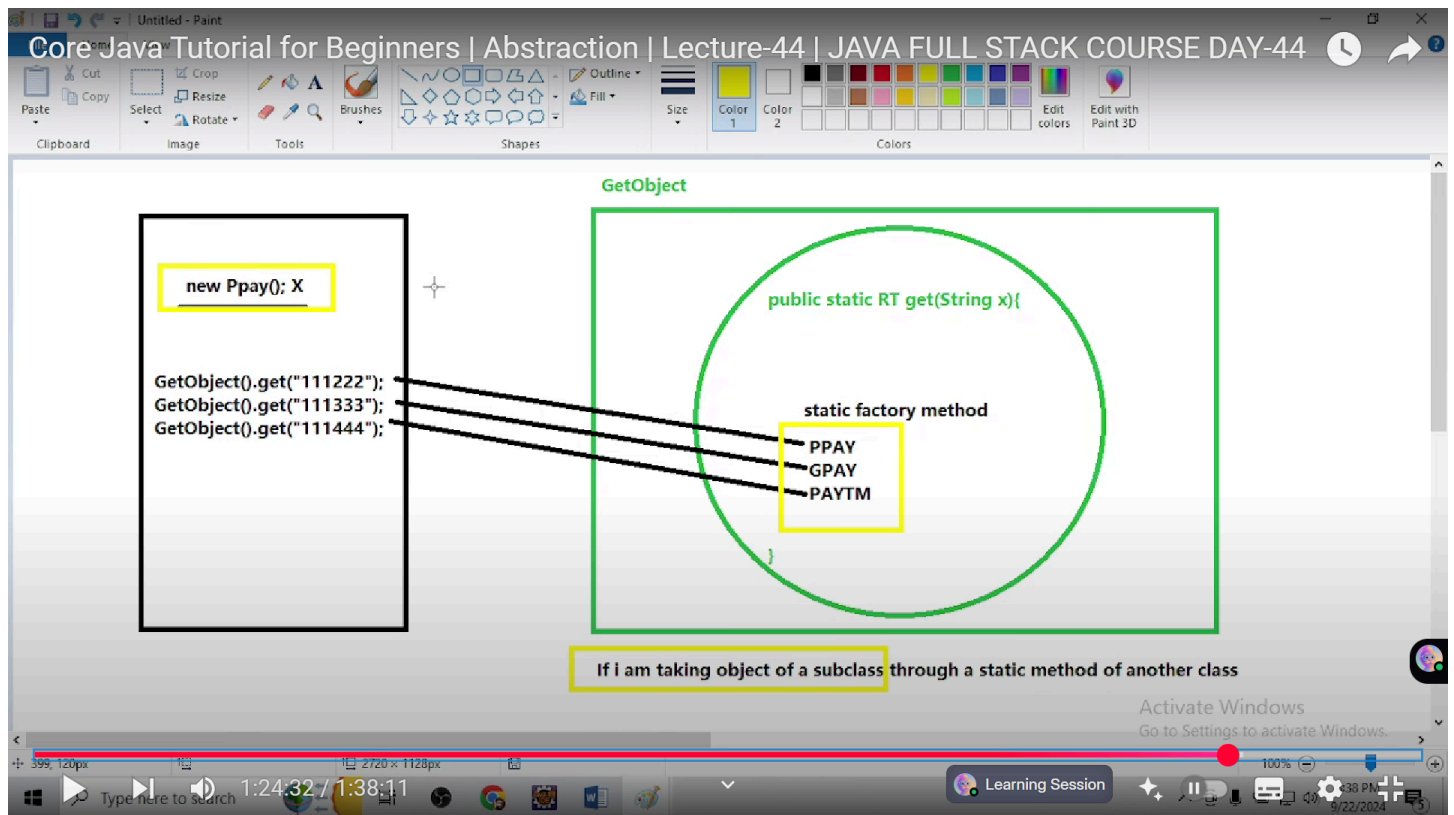 Untitled - Paint
Core Java Tutorial for Beginners | Abstraction | Lecture-44 | JAVA FULL STACK COURSE DAY-44
Cut
Copy
Paste
Clipboard
Crop
Resize
Rotate
Select
Image
Tools
Brushes
Outline
Fill
Shapes
Size
Color 1
Color 2
Colors
Edit colors
Edit with Paint 3D
GetObject
new Ppay(); X
public static RT get(String x){
GetObject().get("111222");
GetObject().get("111333");
GetObject().get("111444");
static factory method
PPAY
GPAY
PAYTM
}
If i am taking object of a subclass through a static method of another class
Activate Windows
Go to Settings to activate Windows.
399, 120px
2720 × 1128px
100%
Type here to search
1:24:32 / 1:38:11
Learning Session
9/22/2024